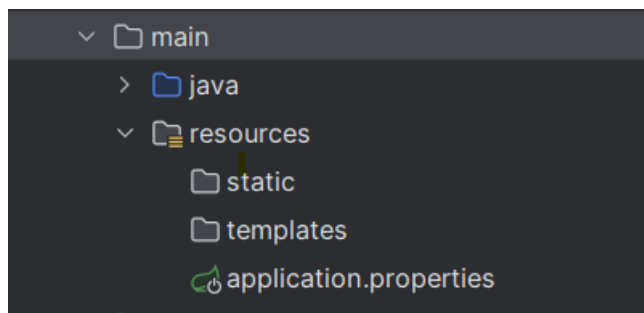 main
java
resources
static
templates
application.properties